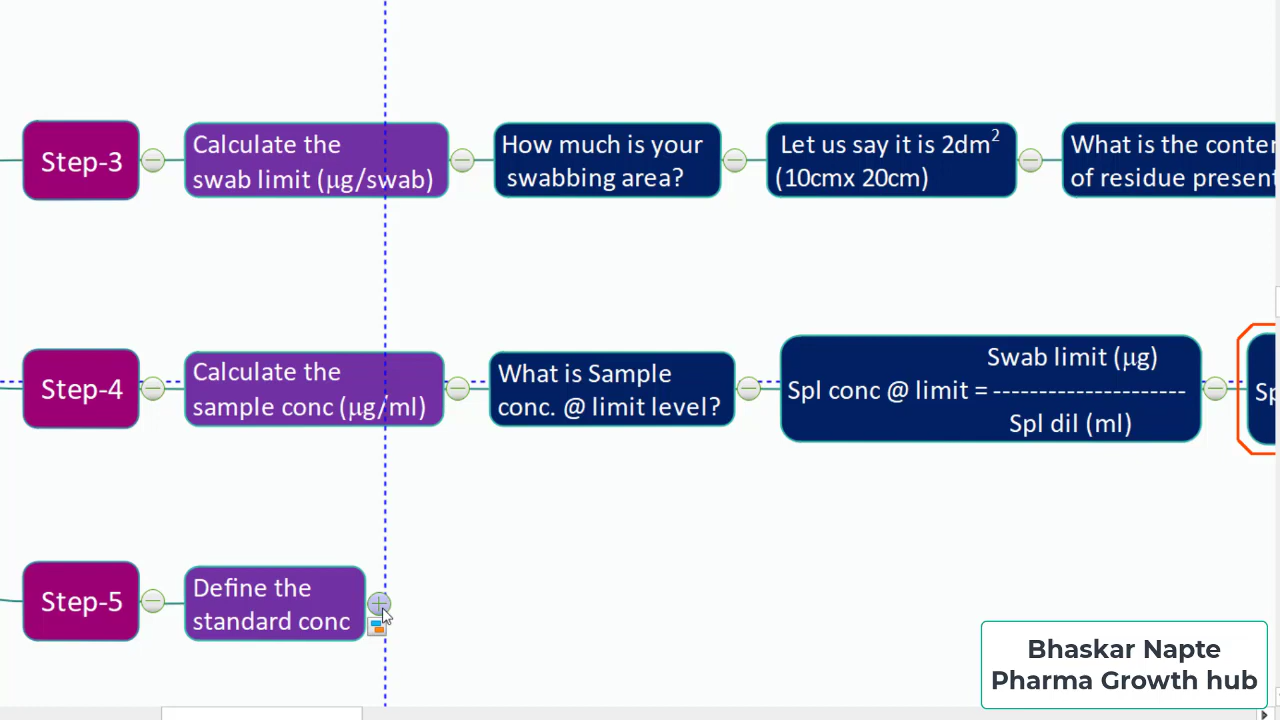 Step-3
Calculate the
swab limit (µg/swab)
How much is your
swabbing area?
Let us say it is 2dm²
(10cmx 20cm)
What is the
of residue present
Step-4
Calculate the
sample conc (µg/ml)
What is Sample
conc. @ limit level?
Swab limit (µg)
Spl conc @ limit = ----------------------
Spl dil (ml)
Step-5
Define the
standard conc
Bhaskar Napte
Pharma Growth hub